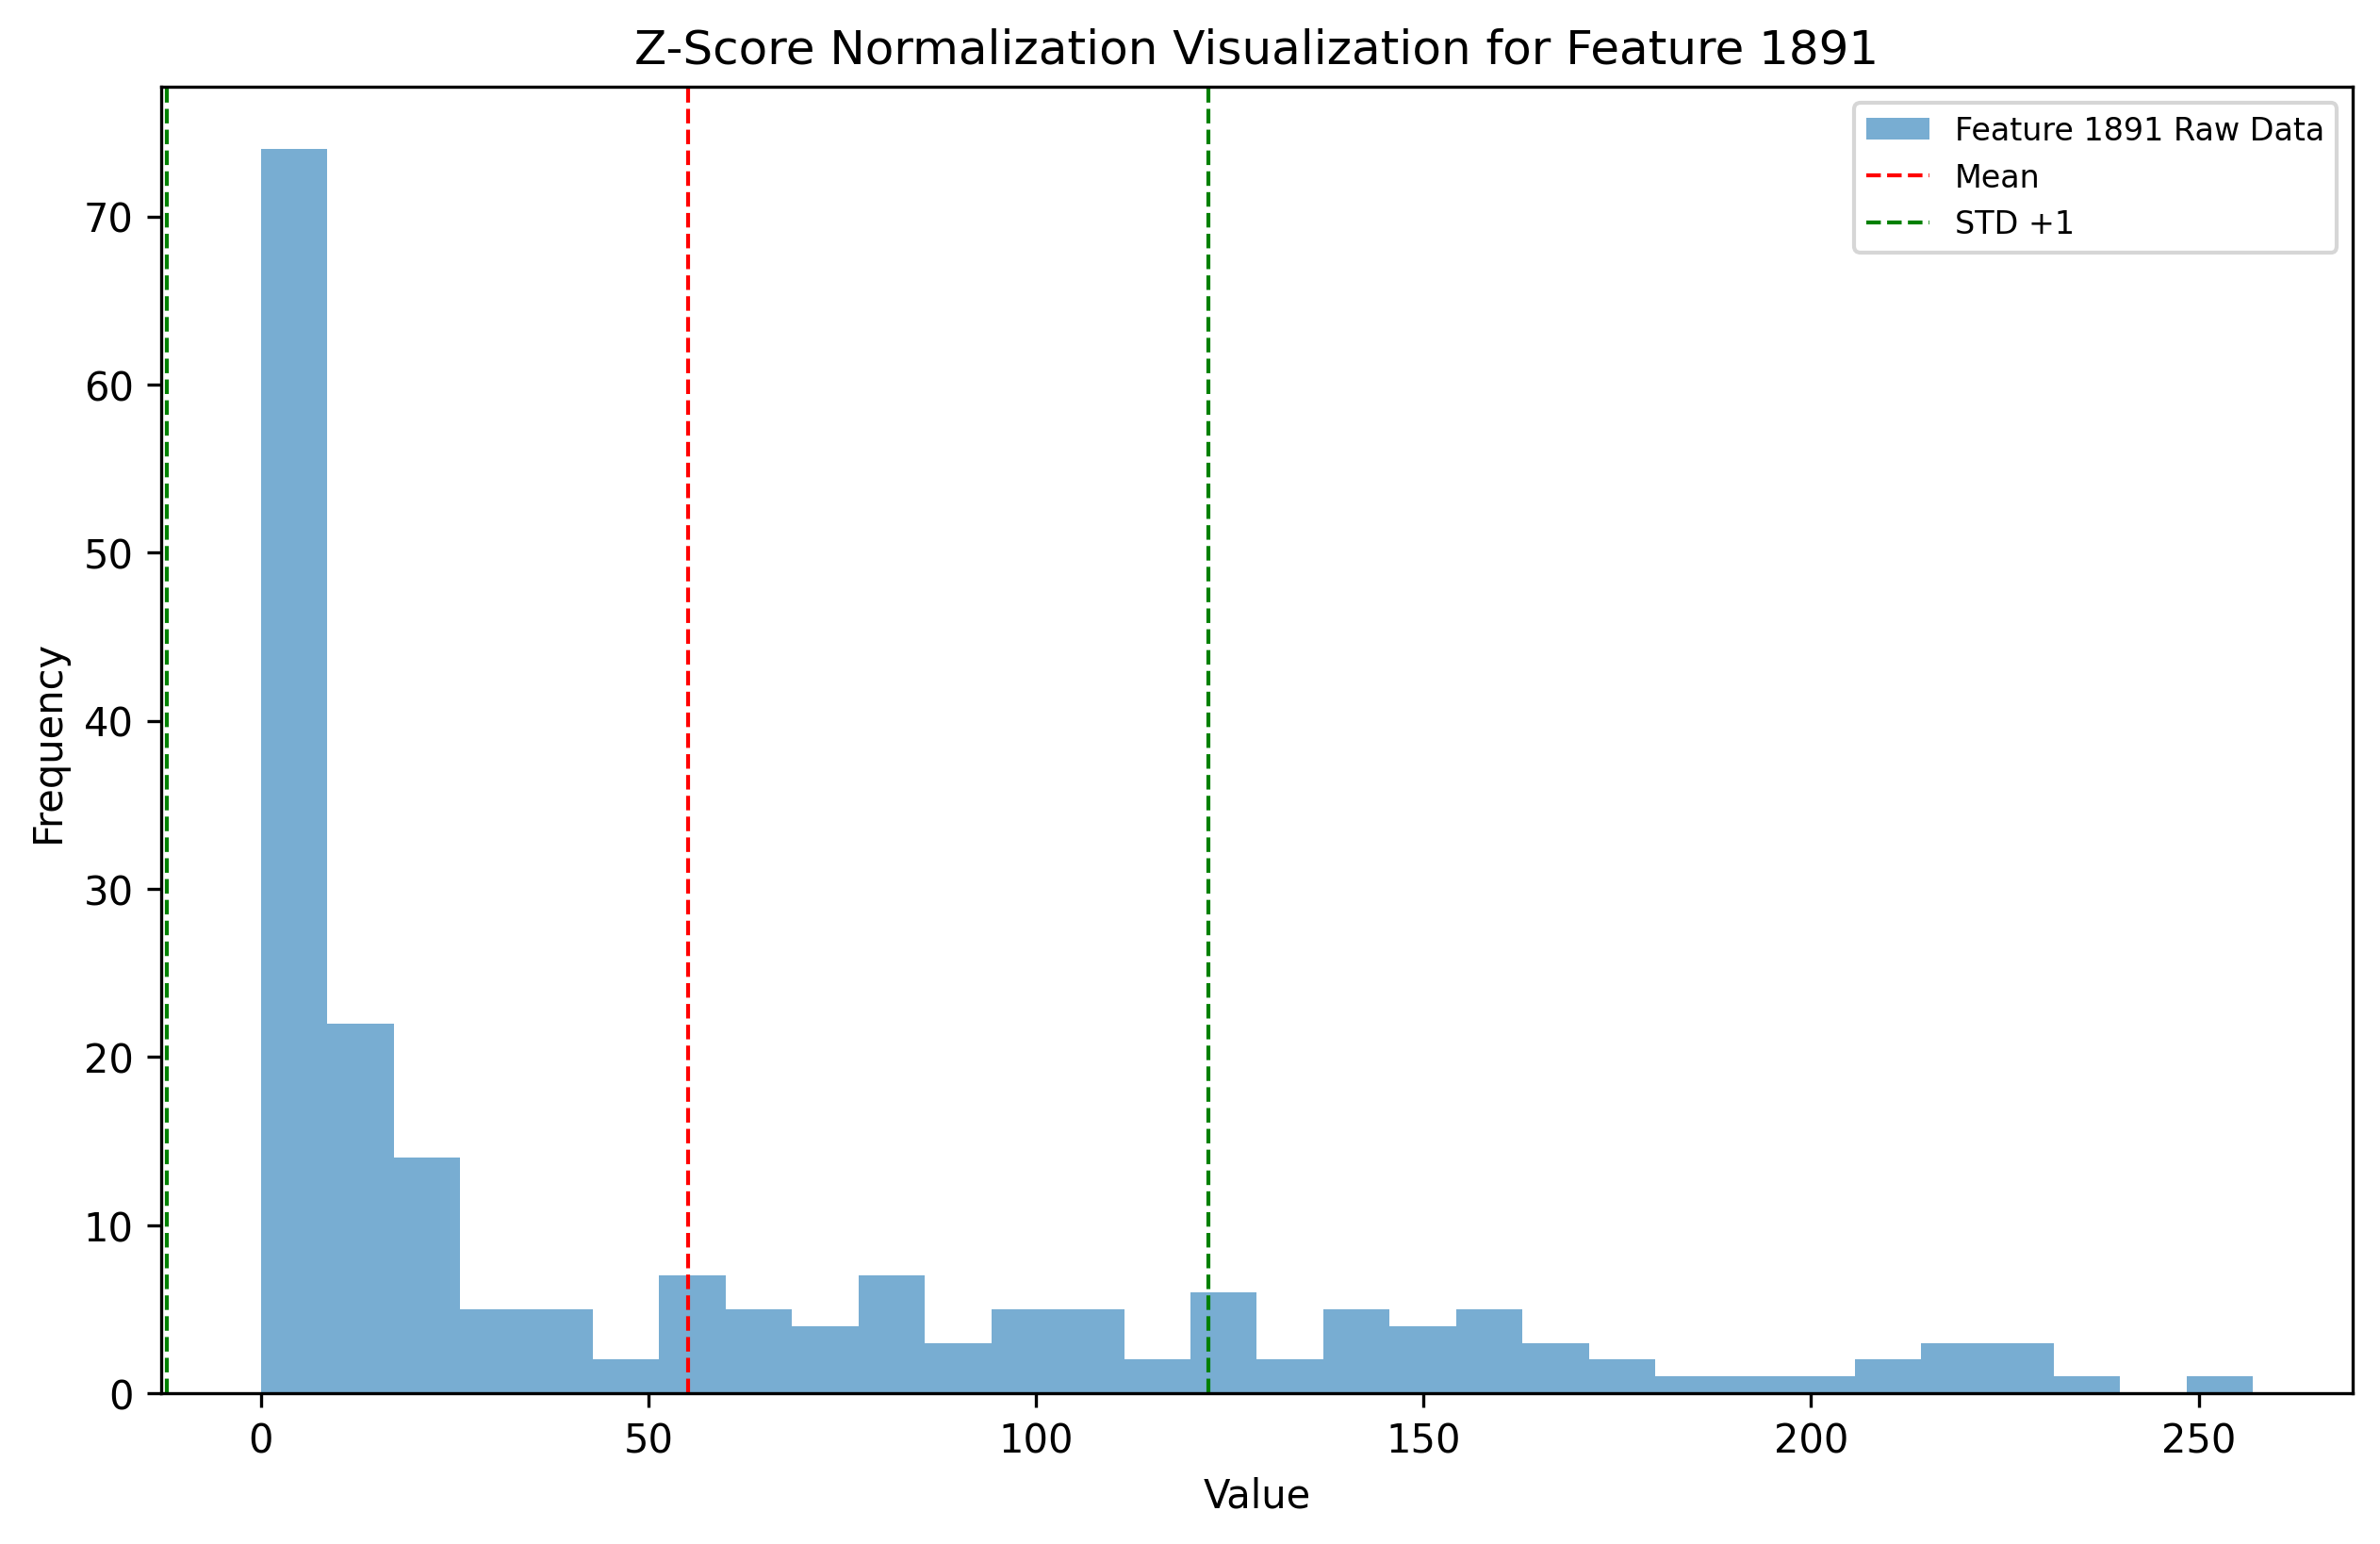 Z-Score Normalization Visualization for Feature 1891
Feature 1891 Raw Data
Mean
STD +1
Frequency
70
60
50
40
30
20
10
0
0 50 100 150 200 250
Value